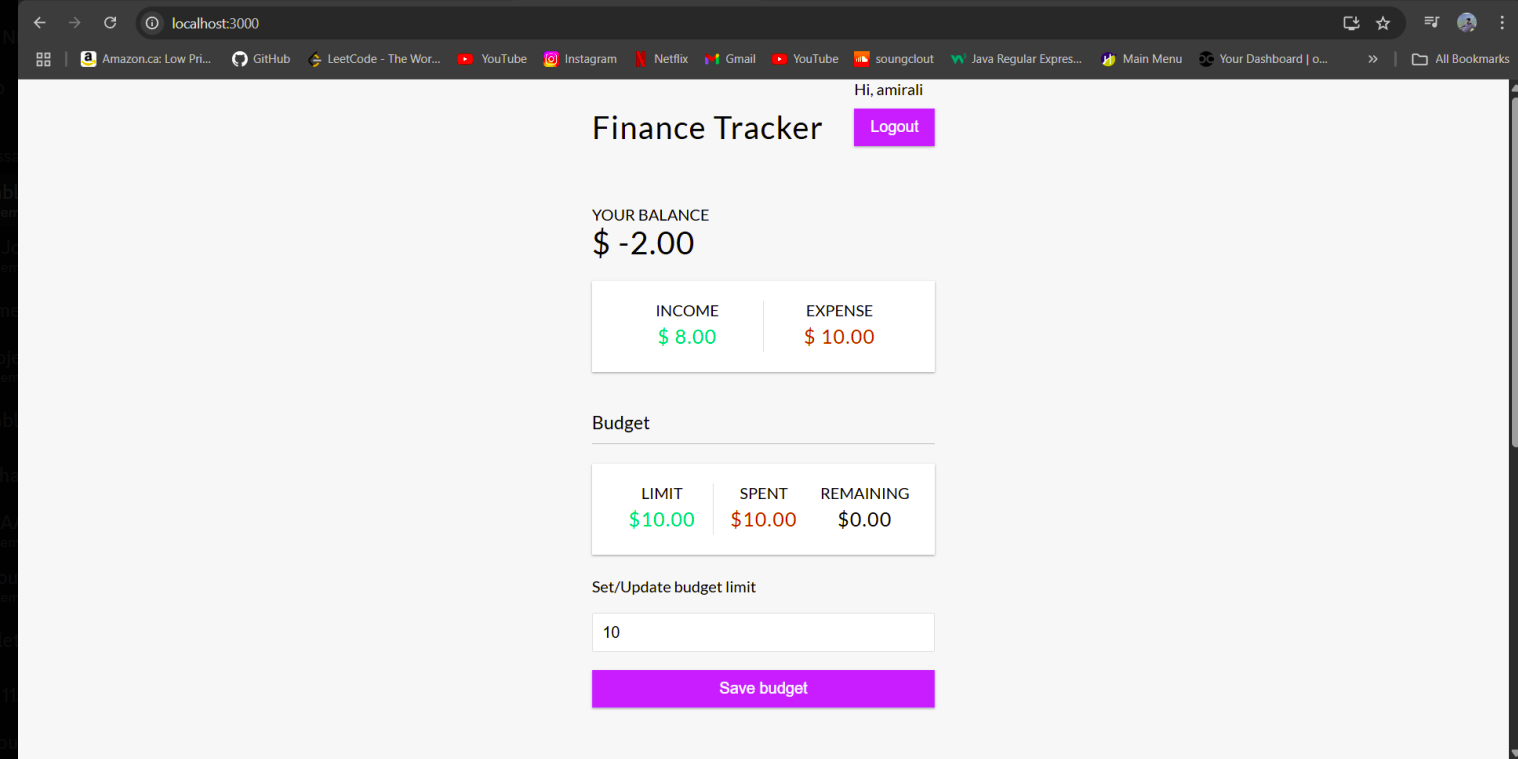 localhost:3000
Amazon.ca: Low Pri...
GitHub
LeetCode - The Wor...
YouTube
Instagram
Netflix
Gmail
YouTube
soungclout
Java Regular Expres...
Main Menu
Your Dashboard | o...
All Bookmarks
Hi, amirali
Finance Tracker
Logout
YOUR BALANCE
$ -2.00
INCOME EXPENSE
$ 8.00 $ 10.00
Budget
LIMIT SPENT REMAINING
$10.00 $10.00 $0.00
Set/Update budget limit
10
Save budget